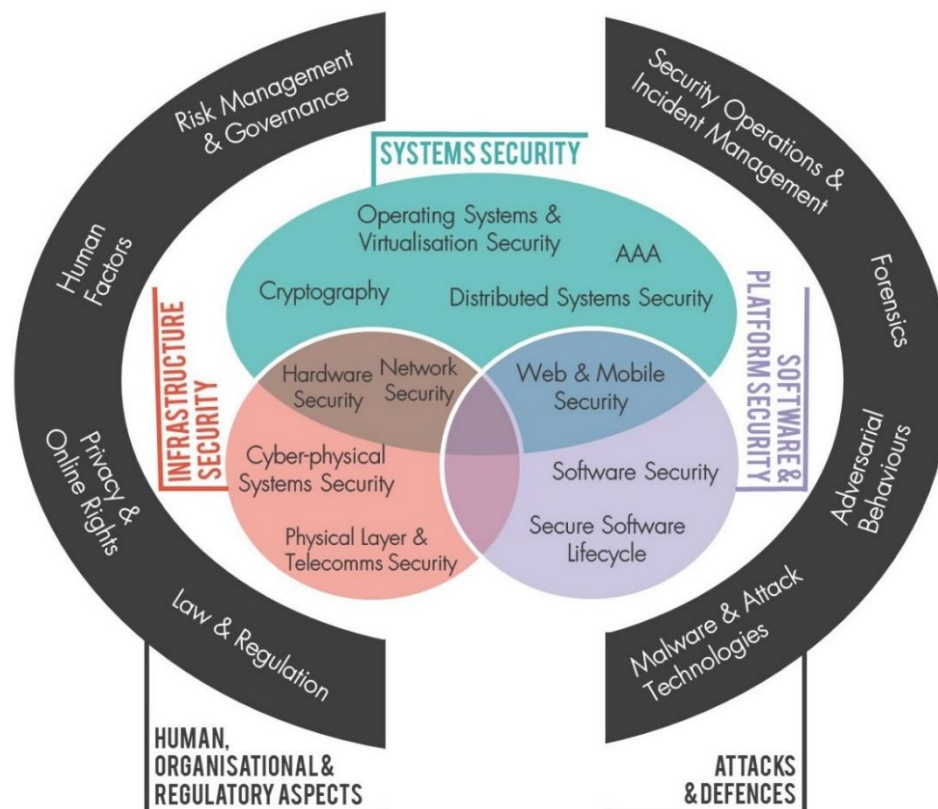 Risk Management
& Governance
Human
Factors
Privacy &
Online Rights
Law & Regulation
HUMAN,
ORGANISATIONAL &
REGULATORY ASPECTS
SYSTEMS SECURITY
Operating Systems &
Virtualisation Security
AAA
Cryptography
Distributed Systems Security
INFRASTRUCTURE
SECURITY
Hardware
Security
Network
Security
Cyber-physical
Systems Security
Physical Layer &
Telecomms Security
Web & Mobile
Security
Software Security
Secure Software
Lifecycle
SOFTWARE &
PLATFORM SECURITY
Security Operations &
Incident Management
Forensics
Adversarial
Behaviours
Malware & Attack
Technologies
ATTACKS
& DEFENCES